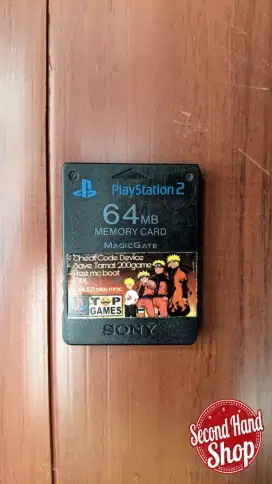 PlayStation 2
64 MB
MEMORY CARD
MAGICGATE
Cheat Code Device
Save Tamat 200game
free mc boot
MULTI play mmc
TOP
GAMES
SONY
Second Hand
Shop